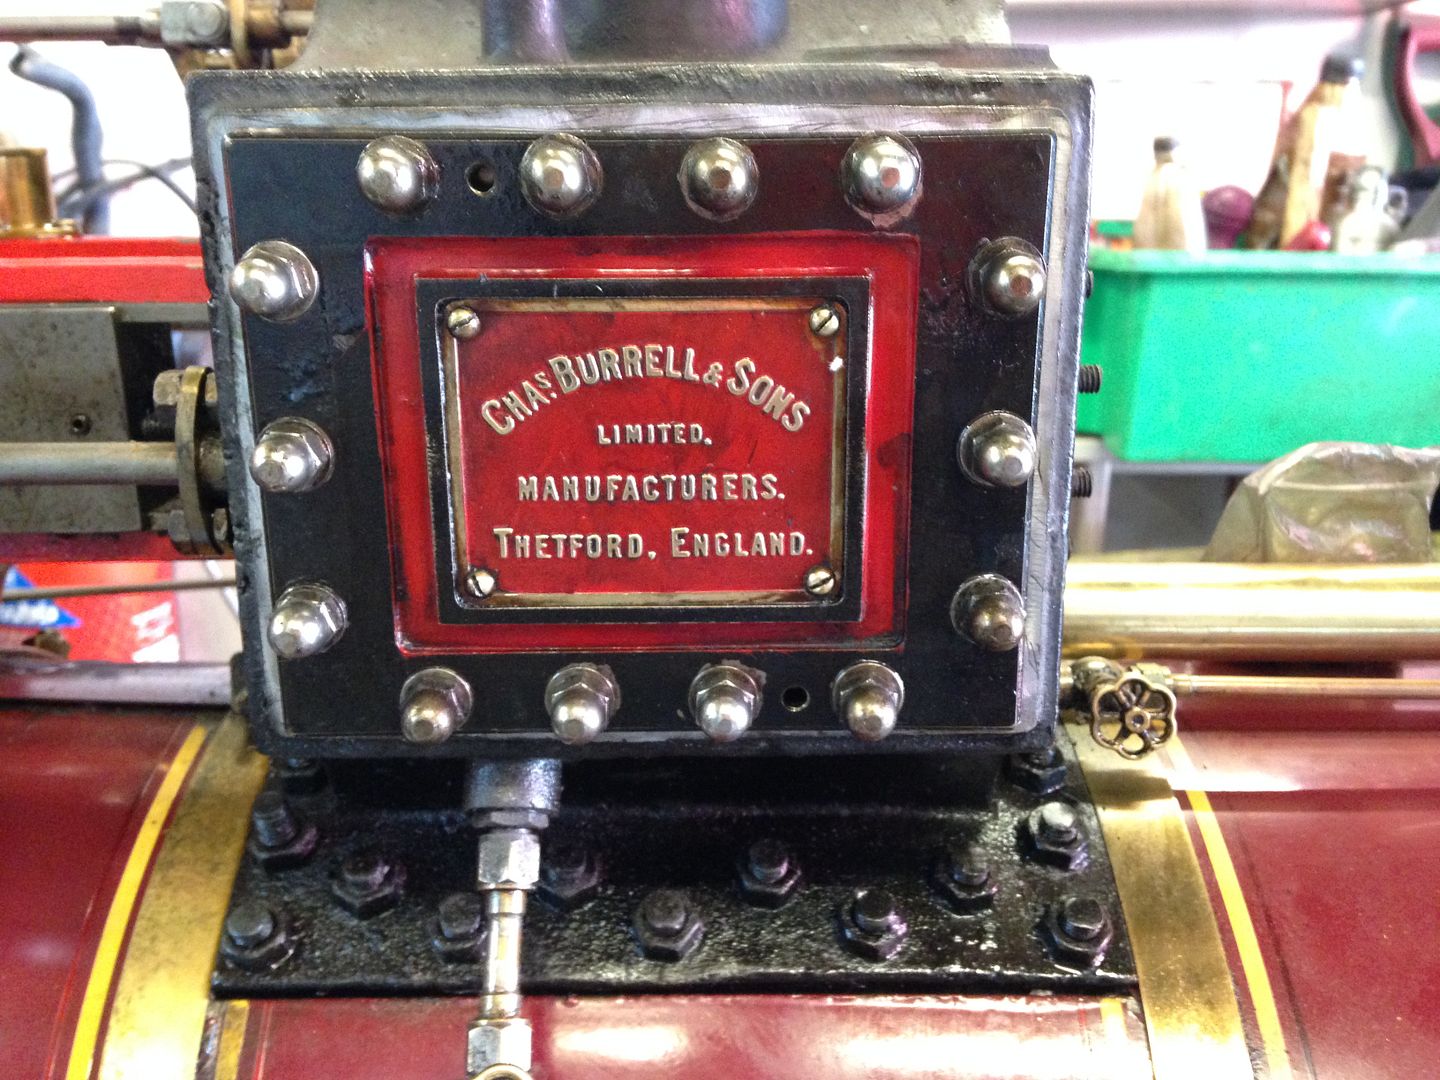 CHAS. BURRELL & SONS
LIMITED.
MANUFACTURERS.
THETFORD, ENGLAND.